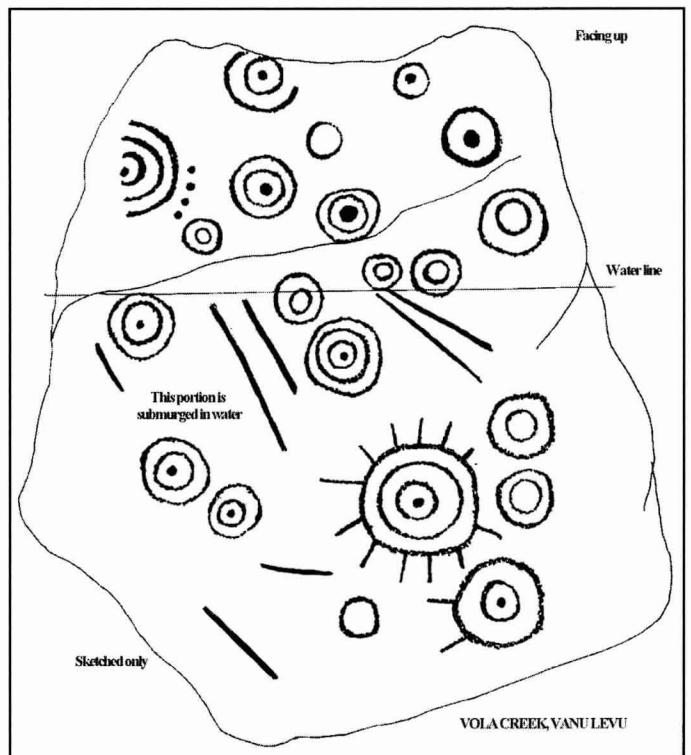 Facing up
Water line
This portion is
submurged in water
Sketched only
VOLA CREEK, VANU LEVU